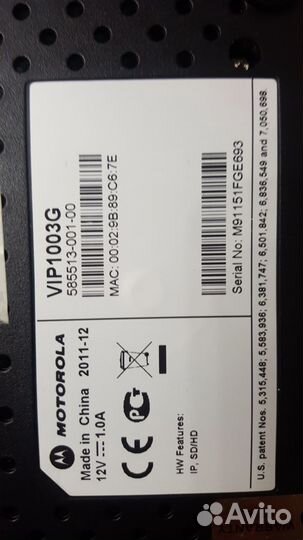 MOTOROLA
VIP1003G
585513-001-00
Made in China 2011-12
12V⎓1.0A
MAC: 00:02:9B:89:C6:7E
HW Features:
IP, SD/HD
Serial No: M91151FGE693
U.S. patent Nos. 5,315,448; 5,583,936; 6,381,747; 6,501,842; 6,836,549 and 7,050,698.
Avito